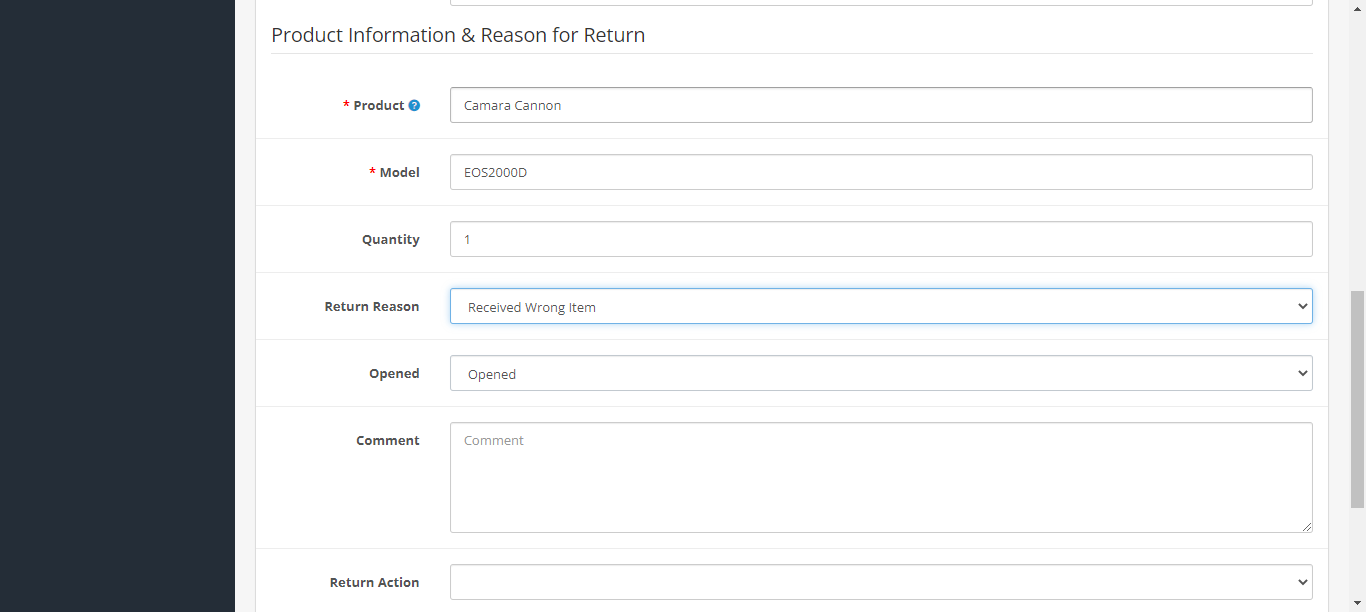 Product Information & Reason for Return
* Product ?
Camara Cannon
* Model
EOS2000D
Quantity
1
Return Reason
Received Wrong Item
Opened
Opened
Comment
Comment
Return Action